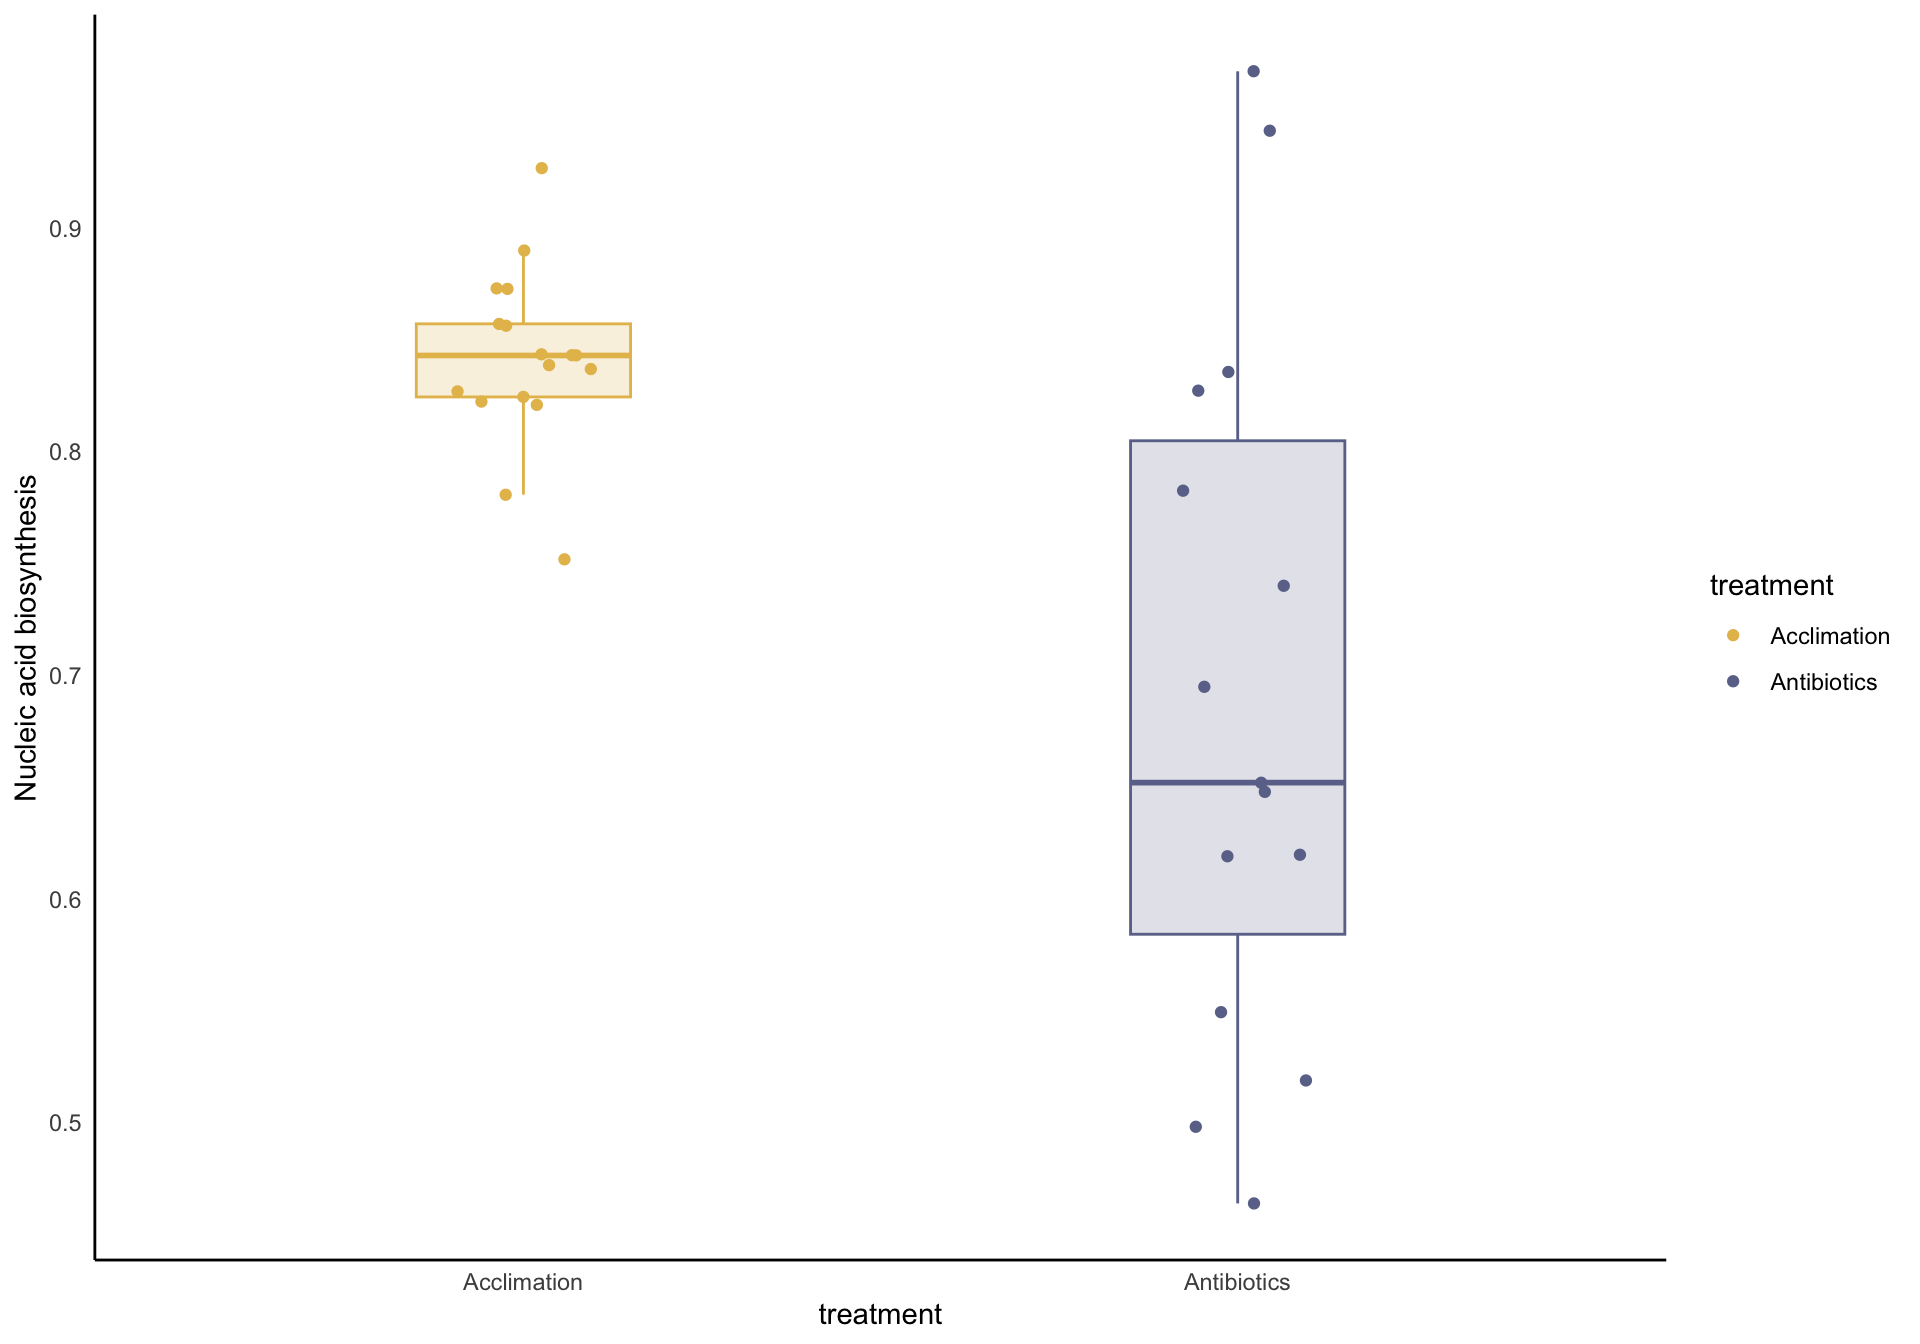 Nucleic acid biosynthesis
0.9
0.8
0.7
0.6
0.5
Acclimation
Antibiotics
treatment
treatment
Acclimation
Antibiotics